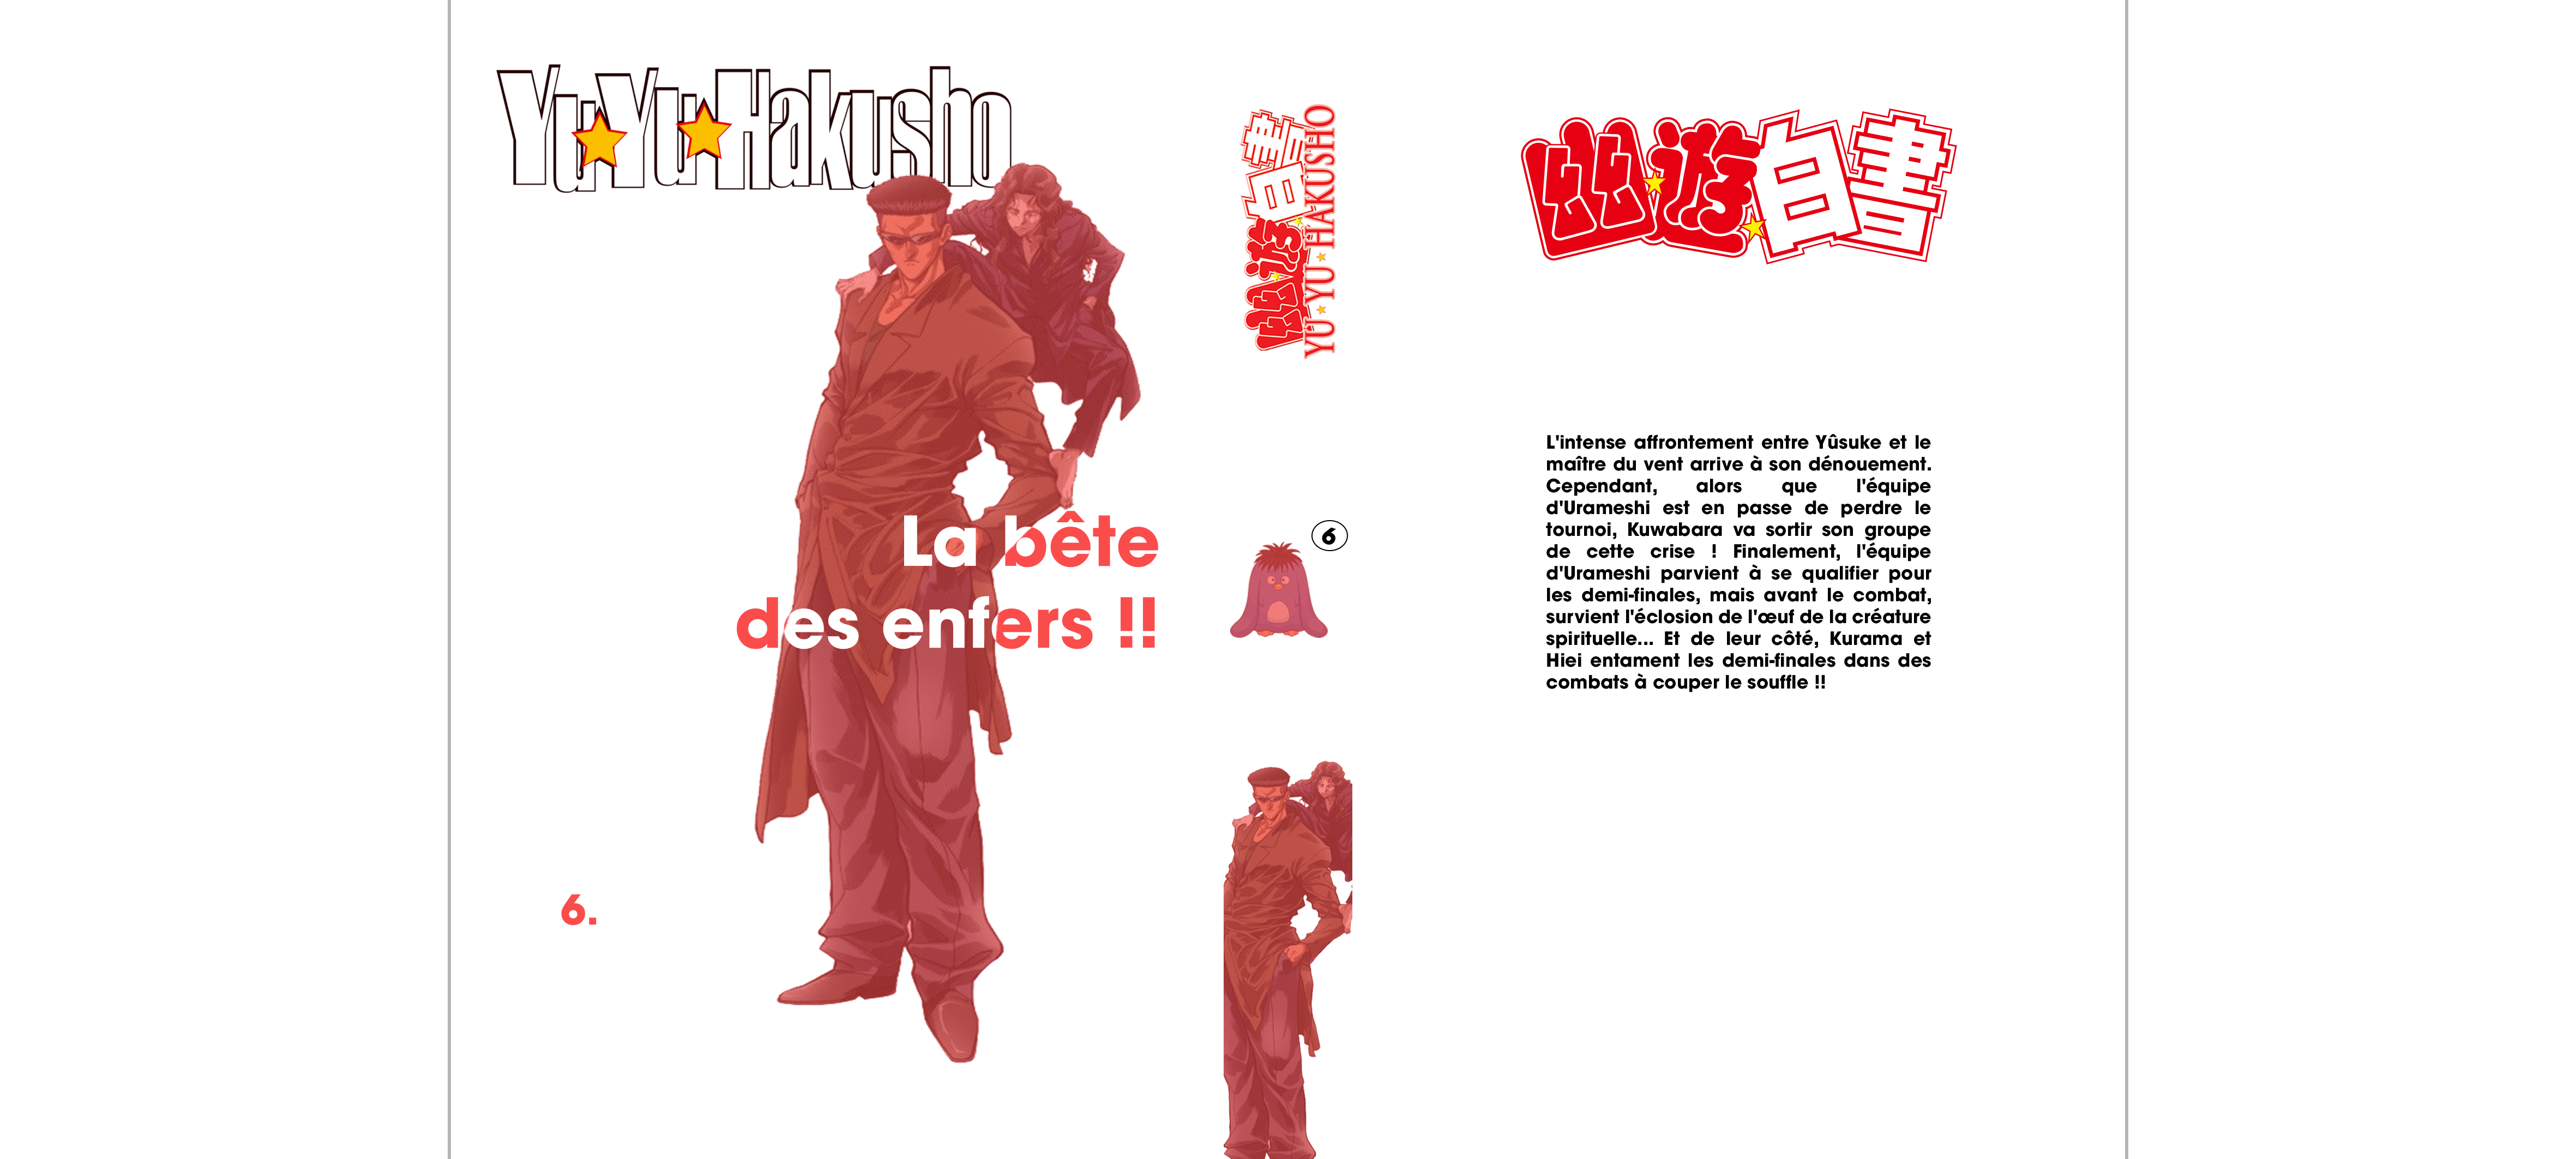 YuYu Hakusho
La bête
des enfers !!
6.
幽遊白書
YU YU HAKUSHO
6
幽遊白書
L'intense affrontement entre Yûsuke et le
maître du vent arrive à son dénouement.
Cependant, alors que l'équipe
d'Urameshi est en passe de perdre le
tournoi, Kuwabara va sortir son groupe
de cette crise ! Finalement, l'équipe
d'Urameshi parvient à se qualifier pour
les demi-finales, mais avant le combat,
survient l'éclosion de l'œuf de la créature
spirituelle... Et de leur côté, Kurama et
Hiei entament les demi-finales dans des
combats à couper le souffle !!